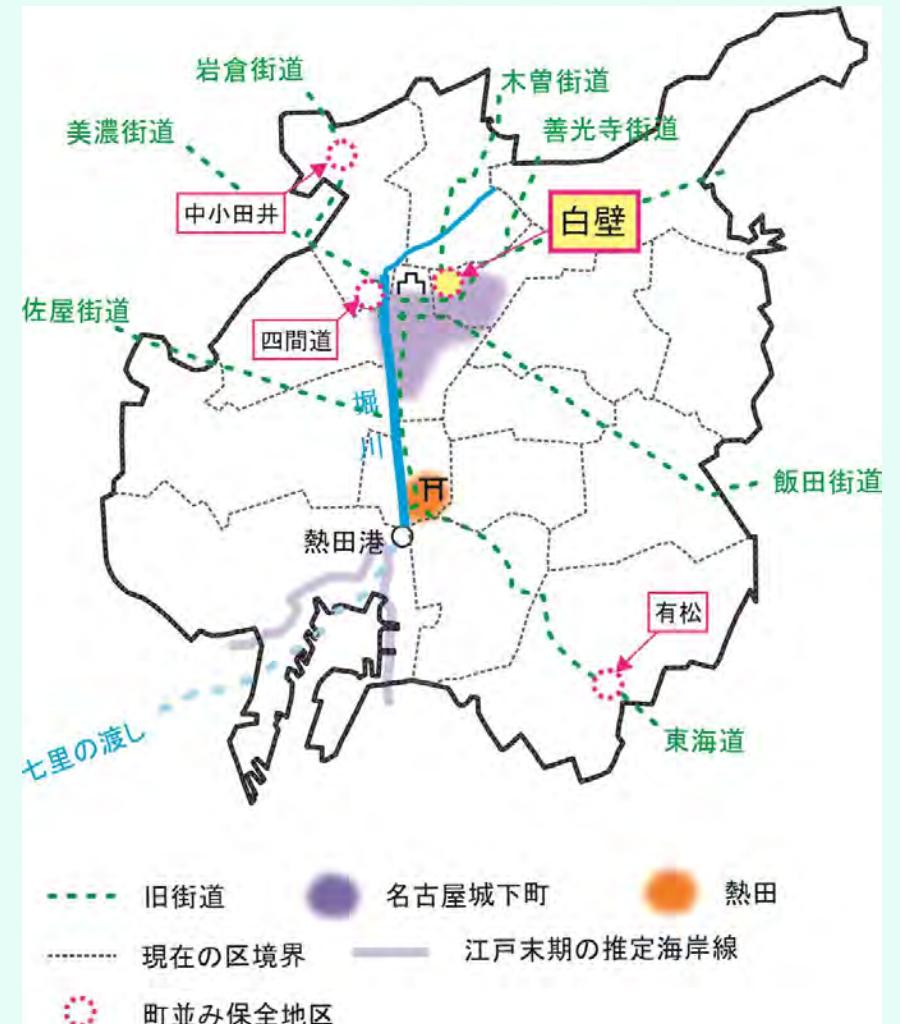 岩倉街道
木曽街道
美濃街道
善光寺街道
中小田井
白壁
佐屋街道
四間道
堀
川
飯田街道
熱田港
有松
七里の渡し
東海道
旧街道
名古屋城下町
熱田
現在の区境界
江戸末期の推定海岸線
町並み保全地区